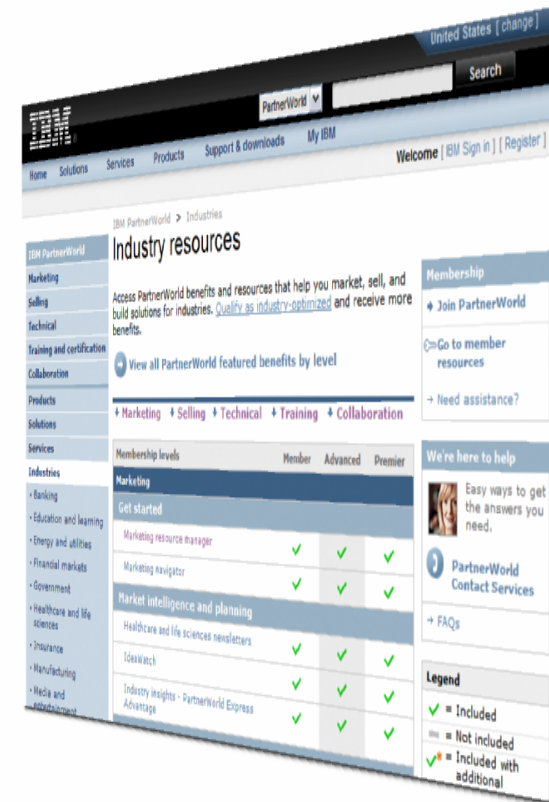 United States [ change ]
IBM
PartnerWorld
Search
Home Solutions Services Products Support & downloads My IBM
Welcome [ IBM Sign in ] [ Register ]
IBM PartnerWorld > Industries
Industry resources
Access PartnerWorld benefits and resources that help you market, sell, and
build solutions for industries. Qualify as industry-optimized and receive more
benefits.
View all PartnerWorld featured benefits by level
Marketing Selling Technical Training Collaboration
IBM PartnerWorld
Marketing
Selling
Technical
Training and certification
Collaboration
Products
Solutions
Services
Industries
• Banking
• Education and learning
• Energy and utilities
• Financial markets
• Government
• Healthcare and life
sciences
• Insurance
• Manufacturing
• Media and
entertainment
Membership levels Member Advanced Premier
Marketing
Get started
Marketing resource manager
Marketing navigator
Market intelligence and planning
Healthcare and life sciences newsletters
IdeaWatch
Industry insights - PartnerWorld Express
Advantage
Membership
Join PartnerWorld
Go to member
resources
Need assistance?
We're here to help
Easy ways to get
the answers you
need.
PartnerWorld
Contact Services
FAQs
Legend
= Included
= Not included
= Included with
additional